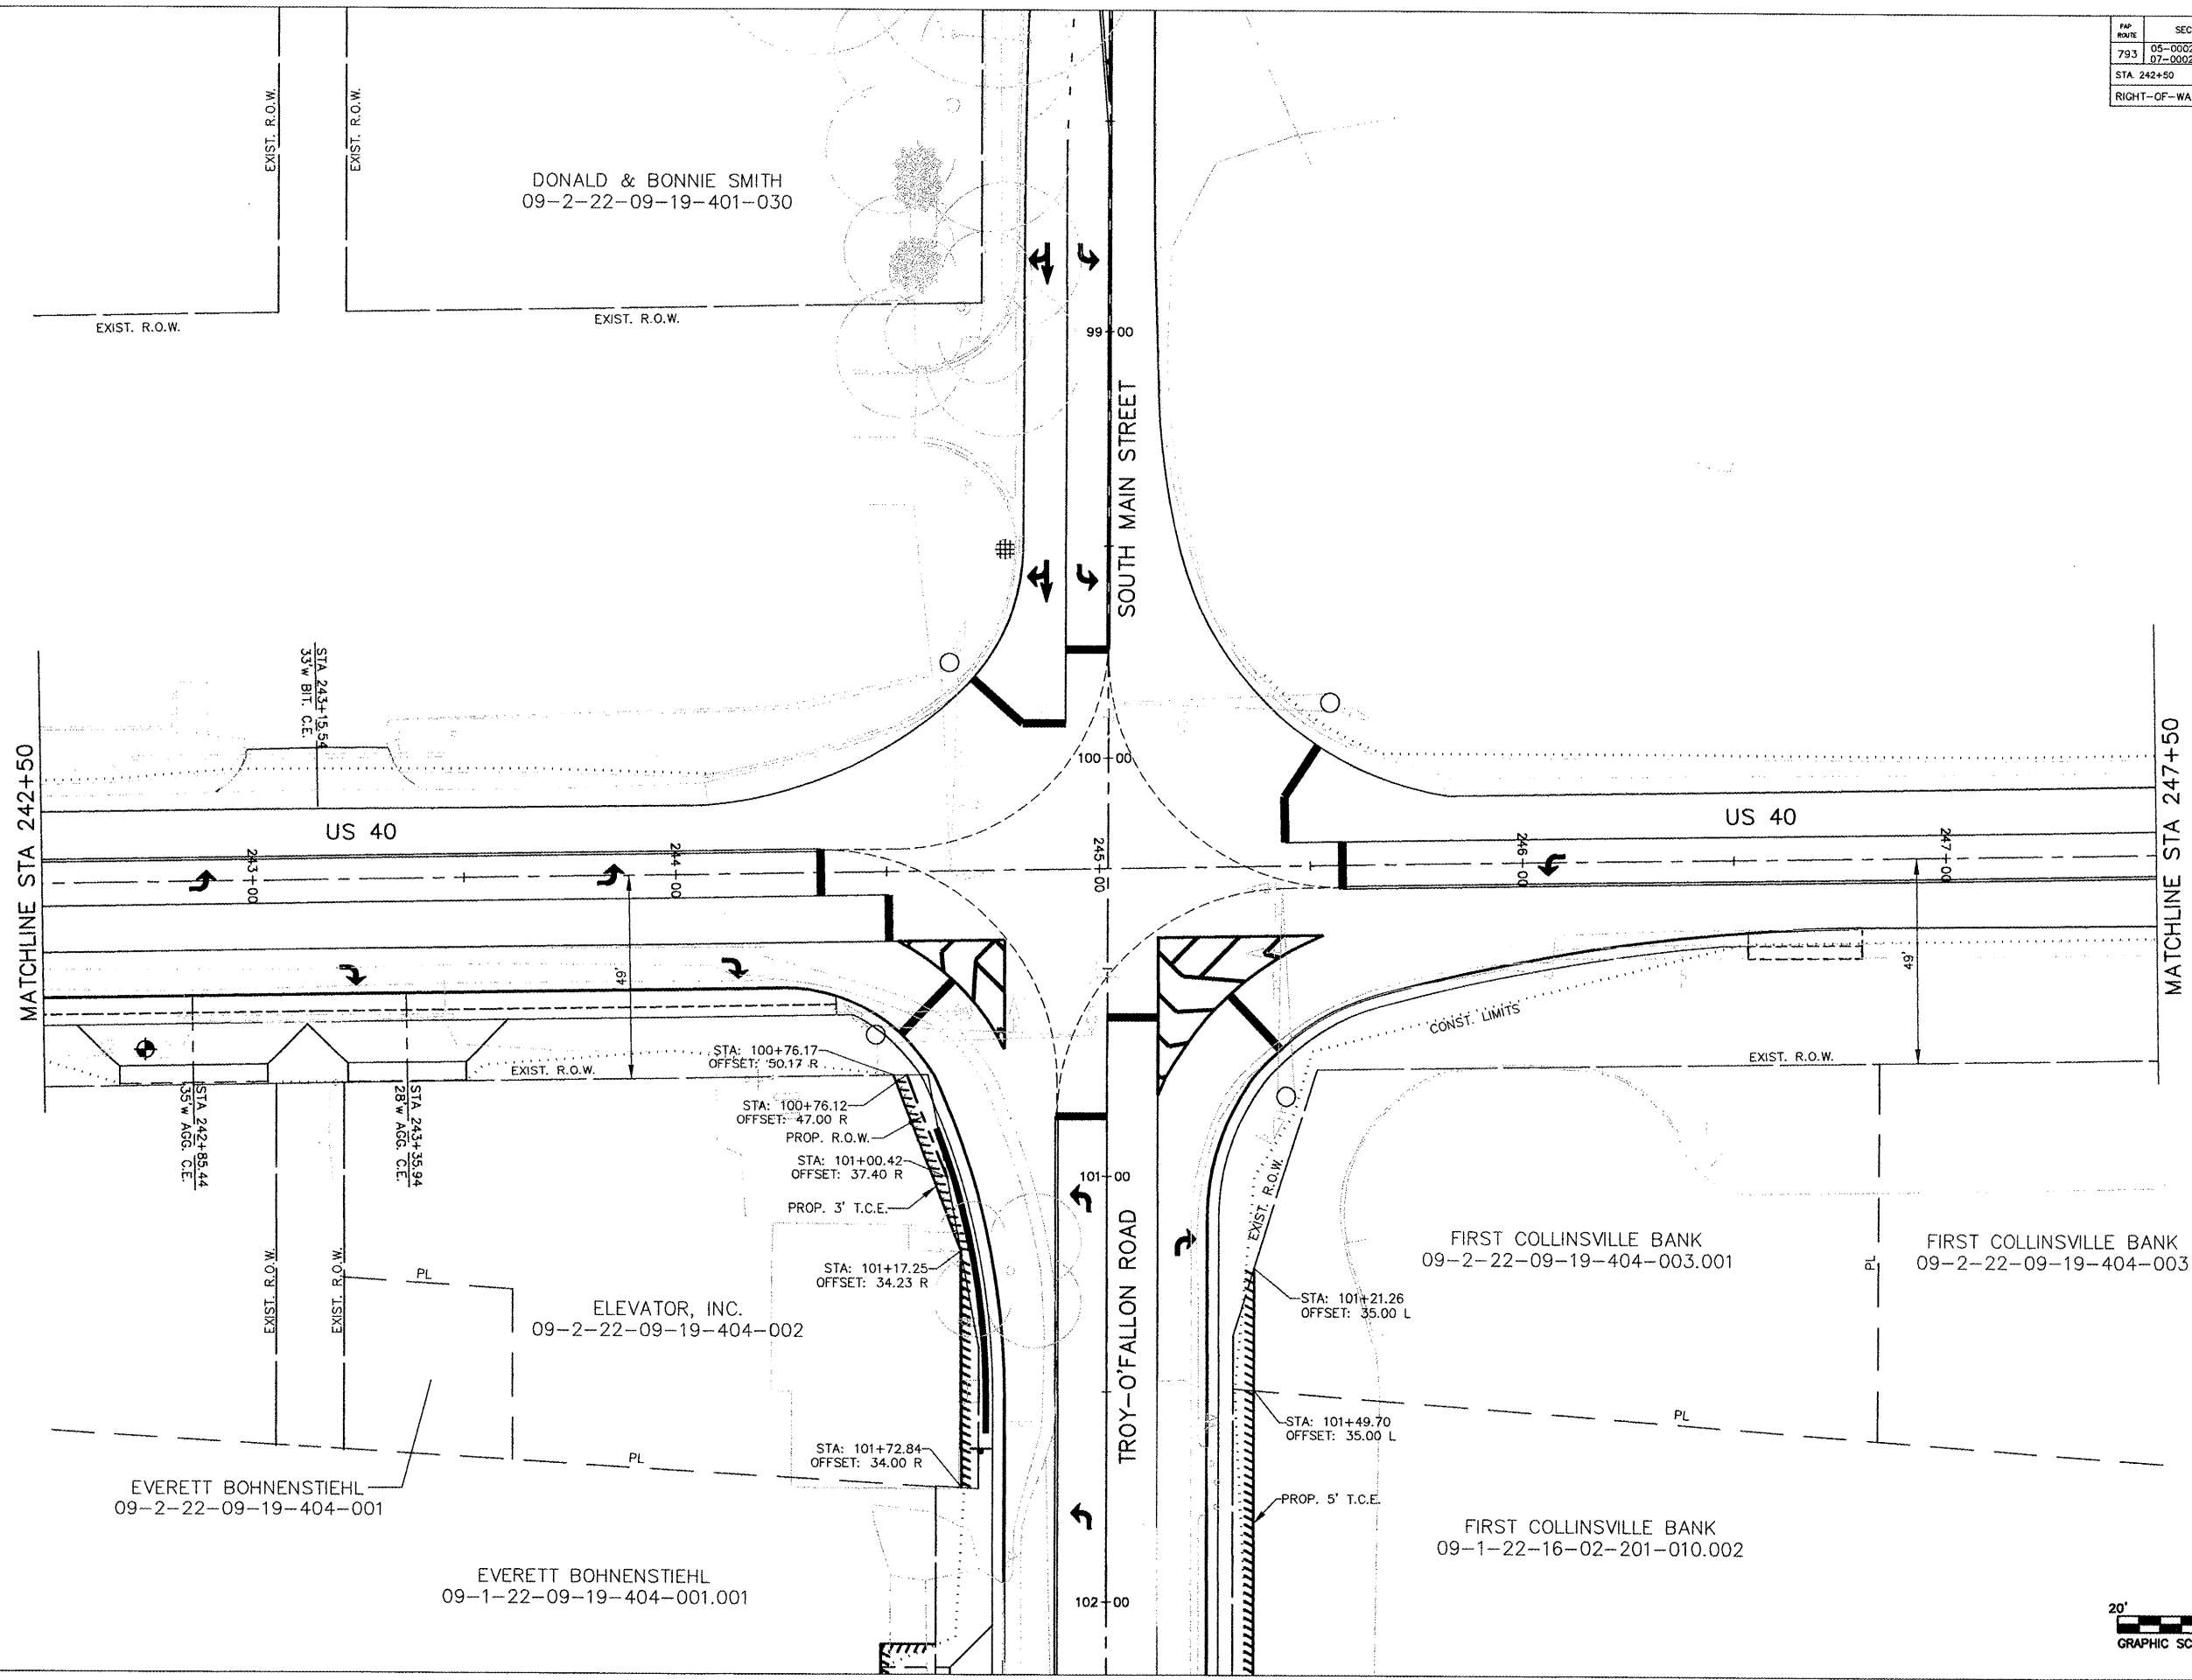 FAP ROUTE
SEC
793
05-0002
07-0002
STA. 242+50
RIGHT-OF-WA
EXIST. R.O.W.
EXIST. R.O.W.
DONALD & BONNIE SMITH
09-2-22-09-19-401-030
EXIST. R.O.W.
EXIST. R.O.W.
99+00
SOUTH MAIN STREET
STA 243+15.54
33'w BIT. C.E.
100+00
MATCHLINE STA 242+50
MATCHLINE STA 247+50
US 40
US 40
243+00
244+00
245+00
246+00
247+00
49'
49'
CONST. LIMITS
EXIST. R.O.W.
EXIST. R.O.W.
STA: 100+76.17
OFFSET: 50.17 R
STA: 100+76.12
OFFSET: 47.00 R
PROP. R.O.W.
STA: 101+00.42
OFFSET: 37.40 R
PROP. 3' T.C.E.
STA 242+85.44
35'w AGG. C.E.
STA 243+35.94
28'w AGG. C.E.
101+00
EXIST. R.O.W.
EXIST. R.O.W.
EXIST. R.O.W.
PL
STA: 101+17.25
OFFSET: 34.23 R
ELEVATOR, INC.
09-2-22-09-19-404-002
TROY-O'FALLON ROAD
FIRST COLLINSVILLE BANK
09-2-22-09-19-404-003.001
PL
FIRST COLLINSVILLE BANK
09-2-22-09-19-404-003
STA: 101+21.26
OFFSET: 35.00 L
STA: 101+49.70
OFFSET: 35.00 L
PL
STA: 101+72.84
OFFSET: 34.00 R
PL
EVERETT BOHNENSTIEHL
09-2-22-09-19-404-001
PROP. 5' T.C.E.
FIRST COLLINSVILLE BANK
09-1-22-16-02-201-010.002
EVERETT BOHNENSTIEHL
09-1-22-09-19-404-001.001
102+00
20'
GRAPHIC SC